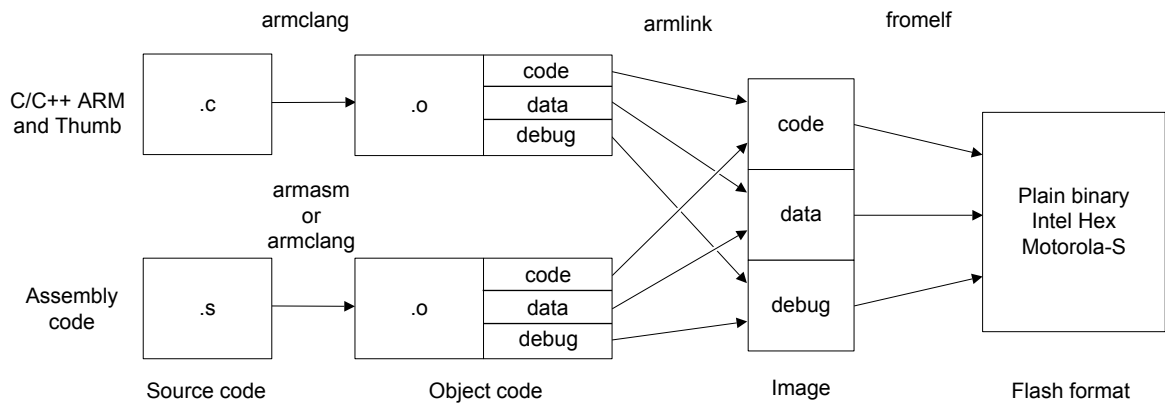 armclang
armlink
fromelf
C/C++ ARM
and Thumb
.c
.o
code
data
debug
armasm
or
armclang
Assembly
code
.s
.o
code
data
debug
code
data
debug
Plain binary
Intel Hex
Motorola-S
Source code
Object code
Image
Flash format